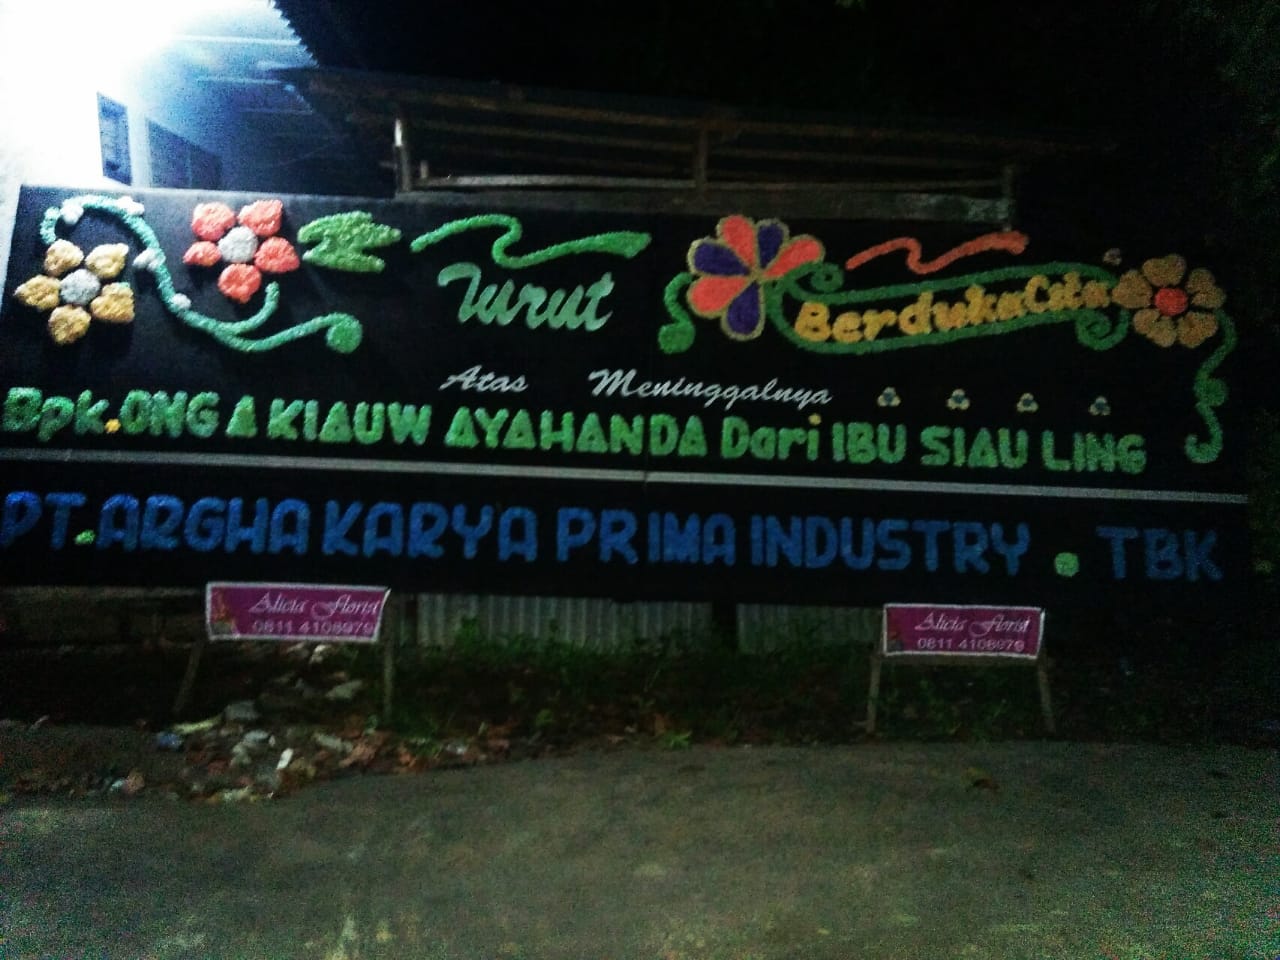 Turut BerdukaCita
Atas Meninggalnya
Bpk.ONG A KIAUW AYAHANDA Dari IBU SIAU LING
PT.ARGHA KARYA PRIMA INDUSTRY . TBK
Alicia Florist
0811 4108979
Alicia Florist
0811 4108979